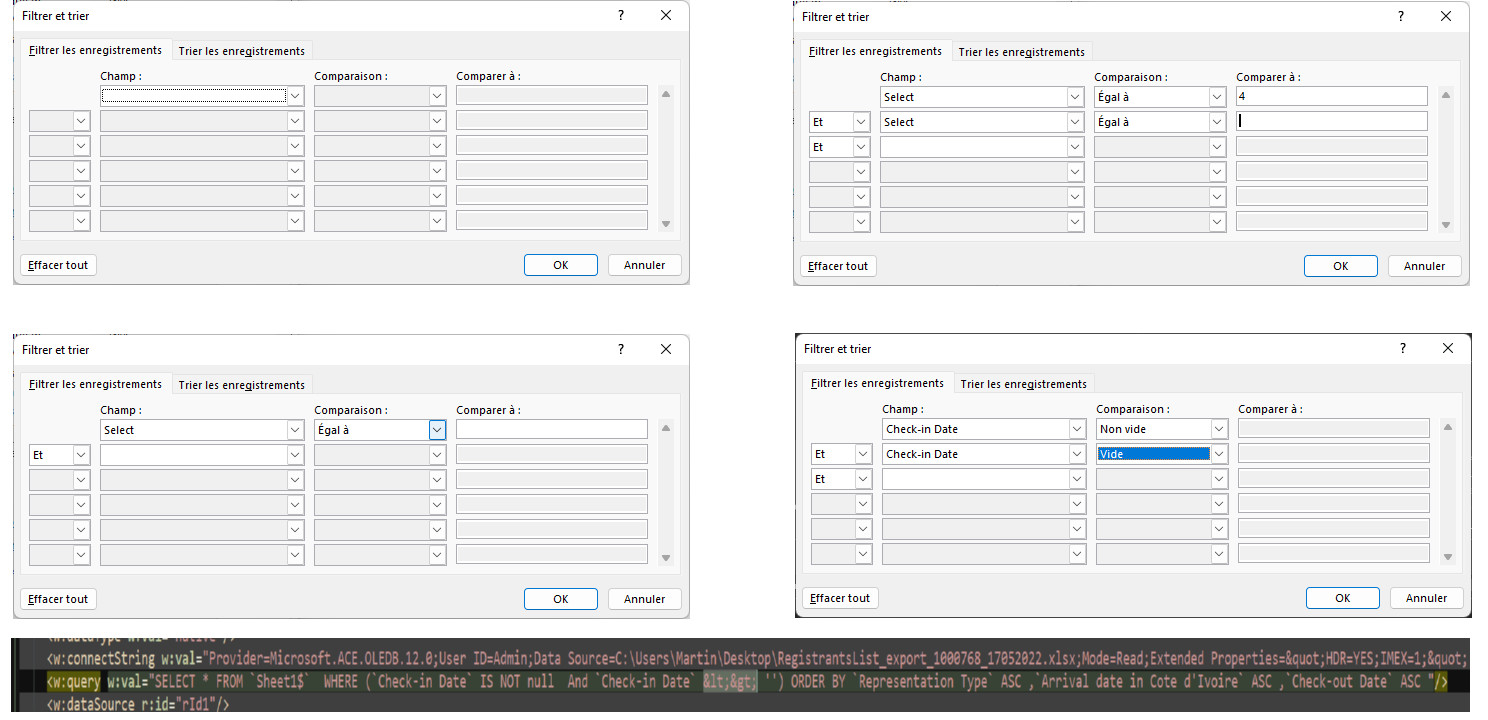 Filtrer et trier ?
Filtrer les enregistrements Trier les enregistrements
Champ : Comparaison : Comparer à :
Effacer tout OK Annuler
Filtrer et trier ?
Filtrer les enregistrements Trier les enregistrements
Champ : Comparaison : Comparer à :
Select Égal à 4
Et Select Égal à
Et
Effacer tout OK Annuler
Filtrer et trier ?
Filtrer les enregistrements Trier les enregistrements
Champ : Comparaison : Comparer à :
Select Égal à
Et
Effacer tout OK Annuler
Filtrer et trier ?
Filtrer les enregistrements Trier les enregistrements
Champ : Comparaison : Comparer à :
Check-in Date Non vide
Et Check-in Date Vide
Et
Effacer tout OK Annuler
<w:dataType w:val="native"/>
<w:connectString w:val="Provider=Microsoft.ACE.OLEDB.12.0;User ID=Admin;Data Source=C:\Users\Martin\Desktop\RegistrantsList_export_1000768_17052022.xlsx;Mode=Read;Extended Properties=&quot;HDR=YES;IMEX=1;&quot;
<w:query w:val="SELECT * FROM `Sheet1$`  WHERE (`Check-in Date` IS NOT null  And `Check-in Date` &lt;&gt; '') ORDER BY `Representation Type` ASC ,`Arrival date in Cote d'Ivoire` ASC ,`Check-out Date` ASC "/>
<w:dataSource r:id="rId1"/>